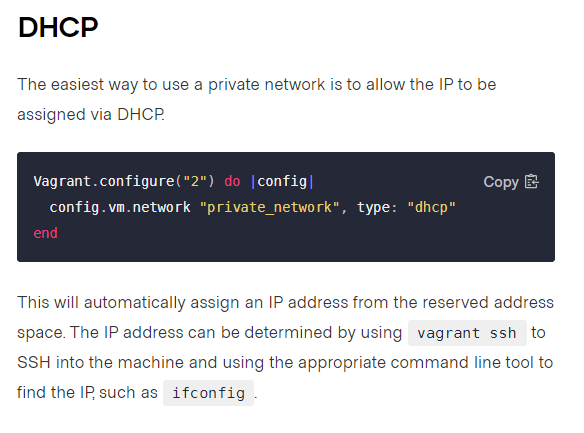 DHCP
The easiest way to use a private network is to allow the IP to be
assigned via DHCP.
Vagrant.configure("2") do |config|
Copy
  config.vm.network "private_network", type: "dhcp"
end
This will automatically assign an IP address from the reserved address
space. The IP address can be determined by using vagrant ssh to
SSH into the machine and using the appropriate command line tool to
find the IP, such as ifconfig.